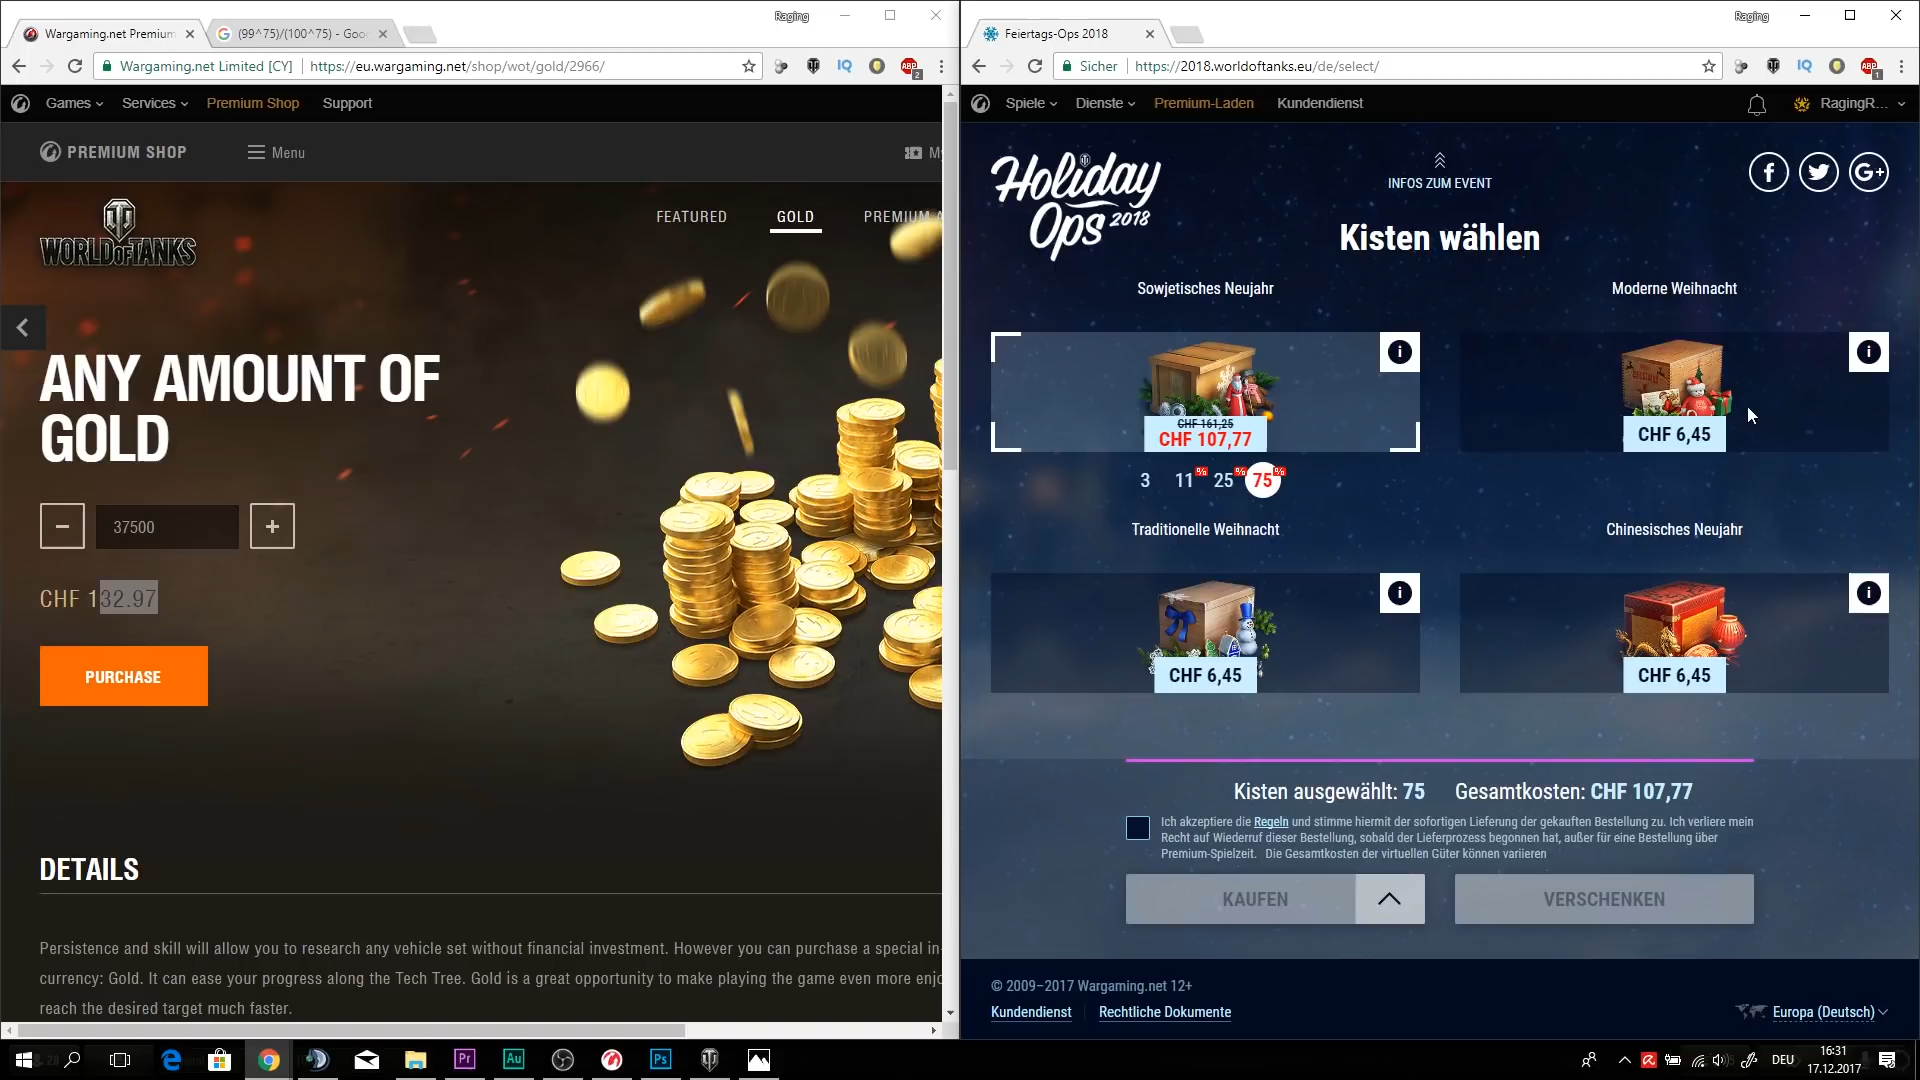 Raging
Wargaming.net Premium
(99^75)/(100^75) - Goo
Wargaming.net Limited [CY]
https://eu.wargaming.net/shop/wot/gold/2966/
IQ
ABP
2
Games
Services
Premium Shop
Support
PREMIUM SHOP
Menu
WORLD OF TANKS
FEATURED
GOLD
PREMIUM A
ANY AMOUNT OF
GOLD
37500
CHF 132.97
PURCHASE
DETAILS
Persistence and skill will allow you to research any vehicle set without financial investment. However you can purchase a special in-
currency: Gold. It can ease your progress along the Tech Tree. Gold is a great opportunity to make playing the game even more enjo
reach the desired target much faster.
Raging
Feiertags-Ops 2018
Sicher
https://2018.worldoftanks.eu/de/select/
IQ
ABP
1
Spiele
Dienste
Premium-Laden
Kundendienst
RagingR...
Holiday
Ops 2018
INFOS ZUM EVENT
Kisten wählen
Sowjetisches Neujahr
Moderne Weihnacht
CHF 161,25
CHF 107,77
CHF 6,45
3 11% 25% 75%
Traditionelle Weihnacht
Chinesisches Neujahr
CHF 6,45
CHF 6,45
Kisten ausgewählt: 75
Gesamtkosten: CHF 107,77
Ich akzeptiere die Regeln und stimme hiermit der sofortigen Lieferung der gekauften Bestellung zu. Ich verliere mein
Recht auf Widerruf dieser Bestellung, sobald der Lieferprozess begonnen hat, außer für eine Bestellung über
Premium-Spielzeit. Die Gesamtkosten der virtuellen Güter können variieren
KAUFEN
VERSCHENKEN
© 2009–2017 Wargaming.net 12+
Kundendienst
Rechtliche Dokumente
Europa (Deutsch)
Pr
Au
Ps
DEU
16:31
17.12.2017